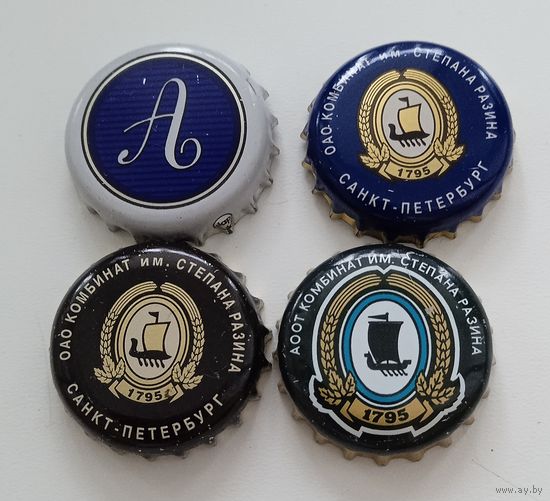 A
ОАО КОМБИНАТ ИМ. СТЕПАНА РАЗИНА
1795
САНКТ-ПЕТЕРБУРГ
ОАО КОМБИНАТ ИМ. СТЕПАНА РАЗИНА
1795
САНКТ-ПЕТЕРБУРГ
АООТ КОМБИНАТ ИМ. СТЕПАНА РАЗИНА
1795
www.ay.by